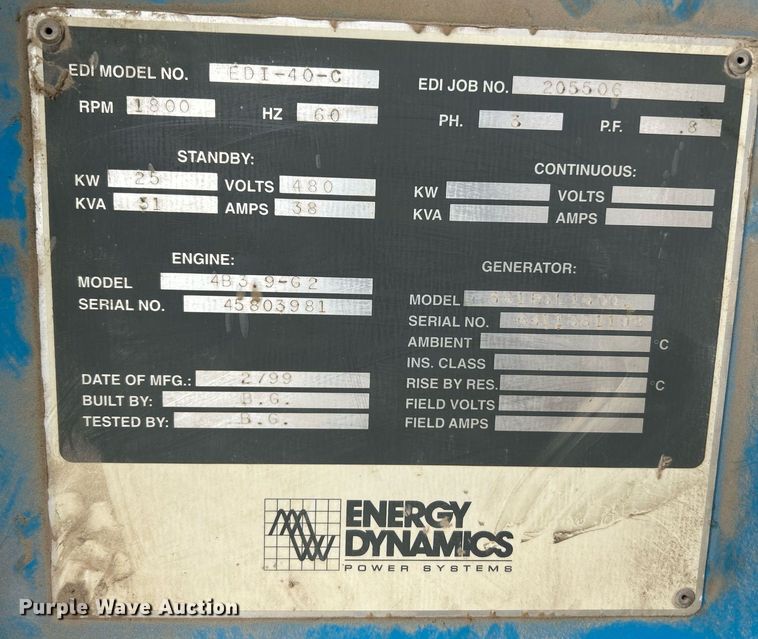 EDI MODEL NO. EDI-40-C
EDI JOB NO. 205506
RPM 1800 HZ 60
PH. 3 P.F. .8
STANDBY:
KW 25 VOLTS 480
KVA 31 AMPS 38
CONTINUOUS:
KW VOLTS
KVA AMPS
ENGINE:
MODEL 4B3.9-G2
SERIAL NO. 45803981
DATE OF MFG.: 2/99
BUILT BY: B.G.
TESTED BY: B.G.
GENERATOR:
MODEL
SERIAL NO.
AMBIENT °C
INS. CLASS
RISE BY RES. °C
FIELD VOLTS
FIELD AMPS
ENERGY
DYNAMICS
POWER SYSTEMS
Purple Wave Auction